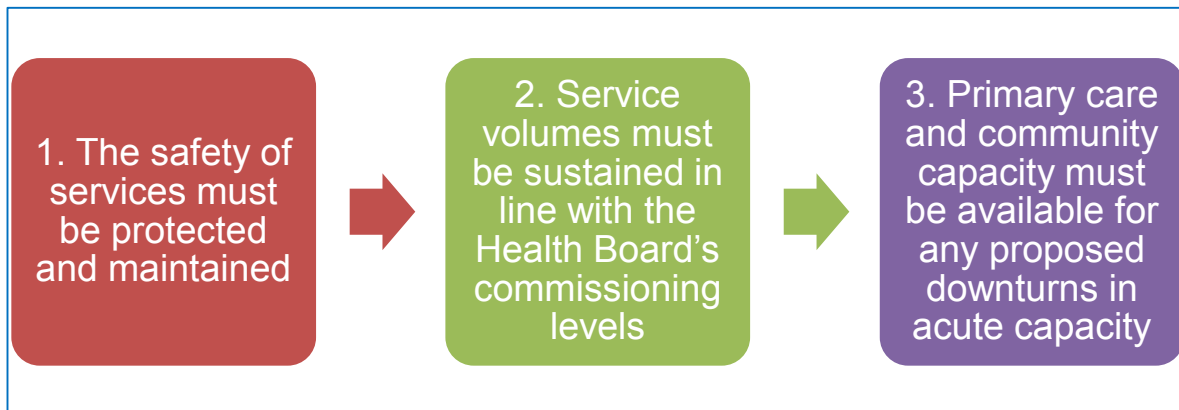 1. The safety of
services must
be protected
and maintained
2. Service
volumes must
be sustained in
line with the
Health Board’s
commissioning
levels
3. Primary care
and community
capacity must
be available for
any proposed
downturns in
acute capacity